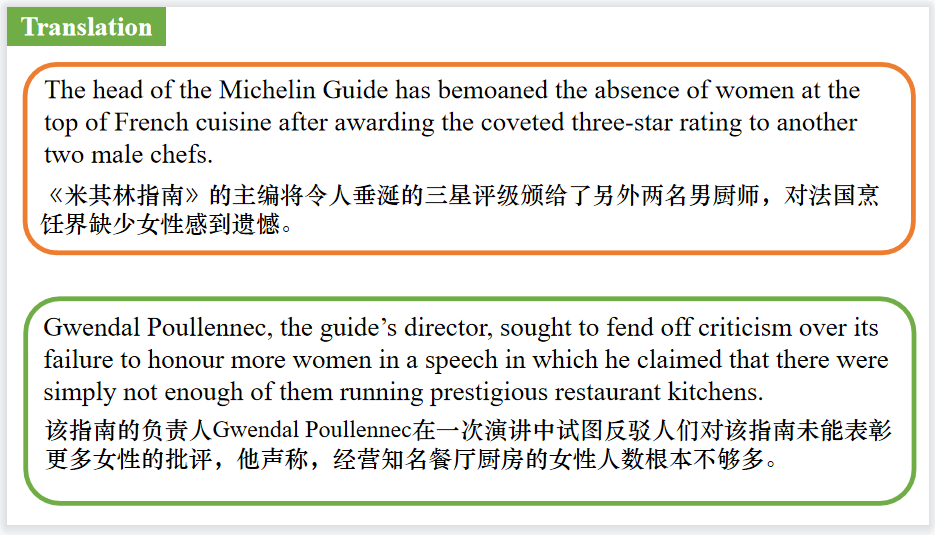 Translation
The head of the Michelin Guide has bemoaned the absence of women at the
top of French cuisine after awarding the coveted three-star rating to another
two male chefs.
《米其林指南》的主编将令人垂涎的三星评级颁给了另外两名男厨师，对法国烹
饪界缺少女性感到遗憾。
Gwendal Poullennec, the guide’s director, sought to fend off criticism over its
failure to honour more women in a speech in which he claimed that there were
simply not enough of them running prestigious restaurant kitchens.
该指南的负责人Gwendal Poullennec在一次演讲中试图反驳人们对该指南未能表彰
更多女性的批评，他声称，经营知名餐厅厨房的女性人数根本不够多。